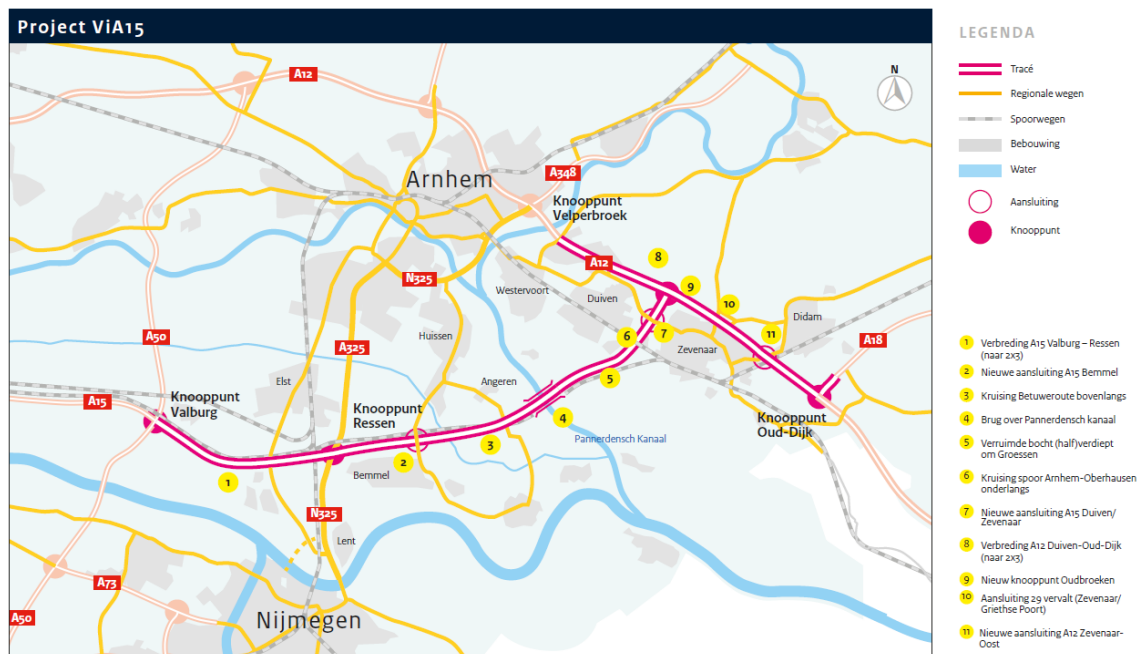 Project ViA15
A12
N
Arnhem
A348
Knooppunt
Velperbroek
A12
8
9
10
11
N325
Westervoort
Duiven
Didam
6
7
Huissen
Zevenaar
A50
A325
A18
5
Elst
Angeren
A15
Knooppunt
Valburg
Knooppunt
Ressen
4
Knooppunt
Oud-Dijk
Pannerdensch Kanaal
3
2
1
Bemmel
N325
Lent
A73
A50
Nijmegen
LEGENDA
Tracé
Regionale wegen
Spoorwegen
Bebouwing
Water
Aansluiting
Knooppunt
1 Verbreding A15 Valburg – Ressen
(naar 2x3)
2 Nieuwe aansluiting A15 Bemmel
3 Kruising Betuweroute bovenlangs
4 Brug over Pannerdensch kanaal
5 Verruimde bocht (half)verdiept
om Groessen
6 Kruising spoor Arnhem-Oberhausen
onderlangs
7 Nieuwe aansluiting A15 Duiven/
Zevenaar
8 Verbreding A12 Duiven-Oud-Dijk
(naar 2x3)
9 Nieuw knooppunt Oudbroeken
10 Aansluiting 29 vervalt (Zevenaar/
Griethse Poort)
11 Nieuwe aansluiting A12 Zevenaar-
Oost